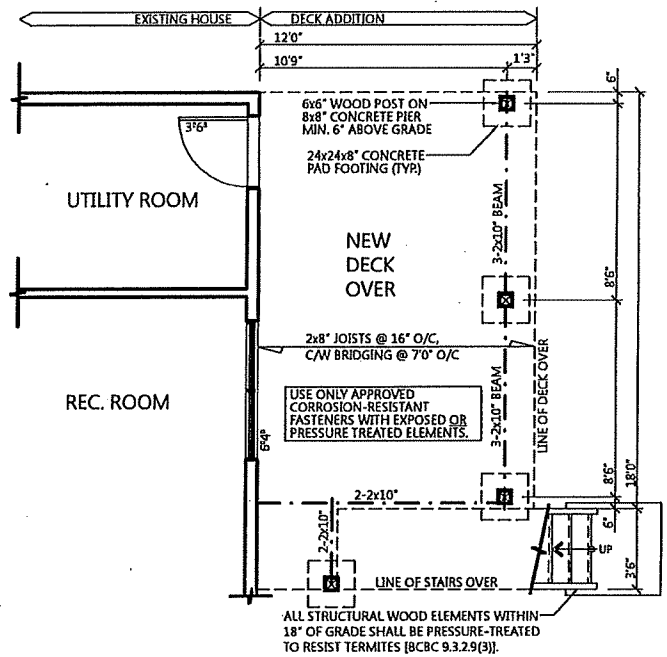 EXISTING HOUSE
DECK ADDITION
12'0"
10'9"
1'3"
6"
6x6" WOOD POST ON
8x8" CONCRETE PIER
MIN. 6" ABOVE GRADE
3'6"
24x24x8" CONCRETE
PAD FOOTING (TYP.)
UTILITY ROOM
3-2x10" BEAM
NEW
DECK
OVER
8'6"
2x8" JOISTS @ 16" O/C,
C/W BRIDGING @ 7'0" O/C
LINE OF DECK OVER
REC. ROOM
USE ONLY APPROVED
CORROSION-RESISTANT
FASTENERS WITH EXPOSED OR
PRESSURE TREATED ELEMENTS.
3-2x10" BEAM
6'4"
8'6"
18'0"
2-2x10"
6"
2-2x10"
UP
LINE OF STAIRS OVER
3'6"
ALL STRUCTURAL WOOD ELEMENTS WITHIN
18" OF GRADE SHALL BE PRESSURE-TREATED
TO RESIST TERMITES [BCBC 9.3.2.9(3)].